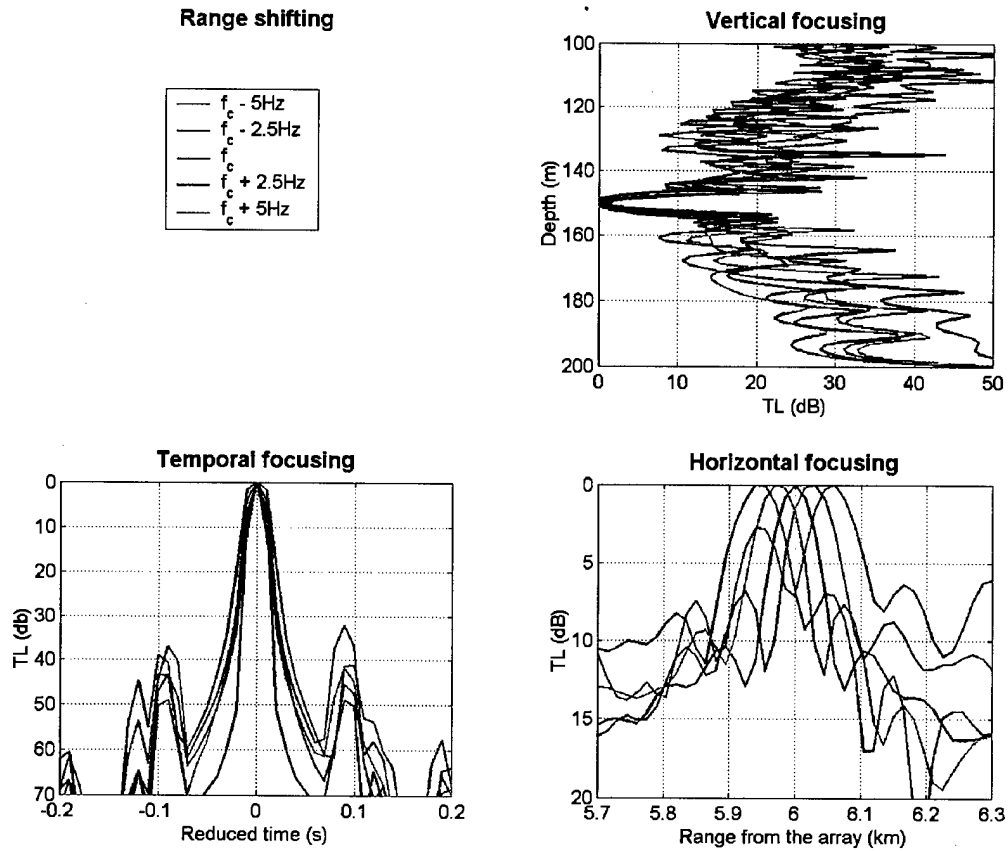 Range shifting
f_c - 5Hz
f_c - 2.5Hz
f_c
f_c + 2.5Hz
f_c + 5Hz
Vertical focusing
100
120
140
160
180
200
Depth (m)
0 10 20 30 40 50
TL (dB)
Temporal focusing
0
10
20
30
40
50
60
70
TL (db)
-0.2 -0.1 0 0.1 0.2
Reduced time (s)
Horizontal focusing
0
5
10
15
20
TL (dB)
5.7 5.8 5.9 6 6.1 6.2 6.3
Range from the array (km)